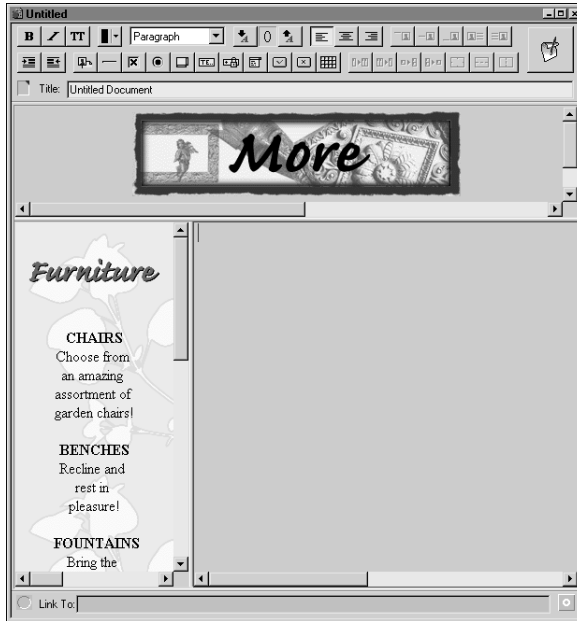 Untitled
B I TT Paragraph A 0 A
Title: Untitled Document
More
Furniture
CHAIRS
Choose from
an amazing
assortment of
garden chairs!
BENCHES
Recline and
rest in
pleasure!
FOUNTAINS
Bring the
Link To: